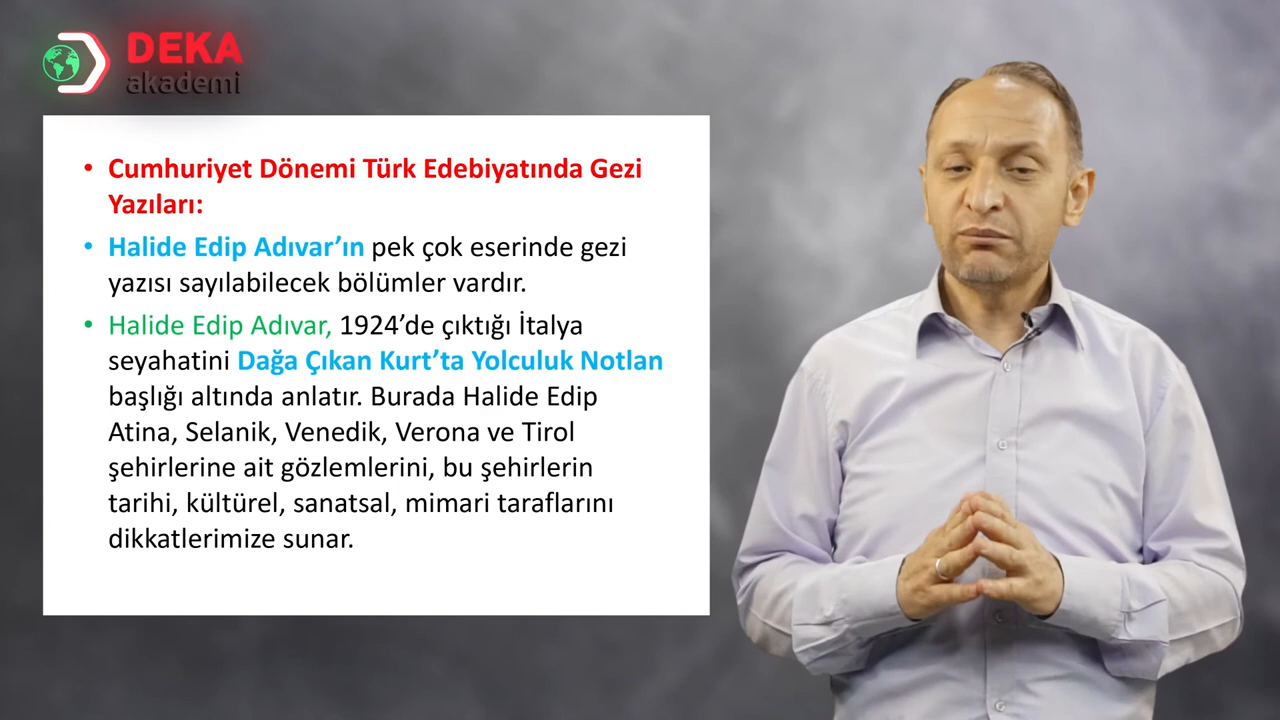 DEKA
akademi
• Cumhuriyet Dönemi Türk Edebiyatında Gezi
Yazıları:
• Halide Edip Adıvar’ın pek çok eserinde gezi
yazısı sayılabilecek bölümler vardır.
• Halide Edip Adıvar, 1924’de çıktığı İtalya
seyahatini Dağa Çıkan Kurt’ta Yolculuk Notlan
başlığı altında anlatır. Burada Halide Edip
Atina, Selanik, Venedik, Verona ve Tirol
şehirlerine ait gözlemlerini, bu şehirlerin
tarihi, kültürel, sanatsal, mimari taraflarını
dikkatlerimize sunar.